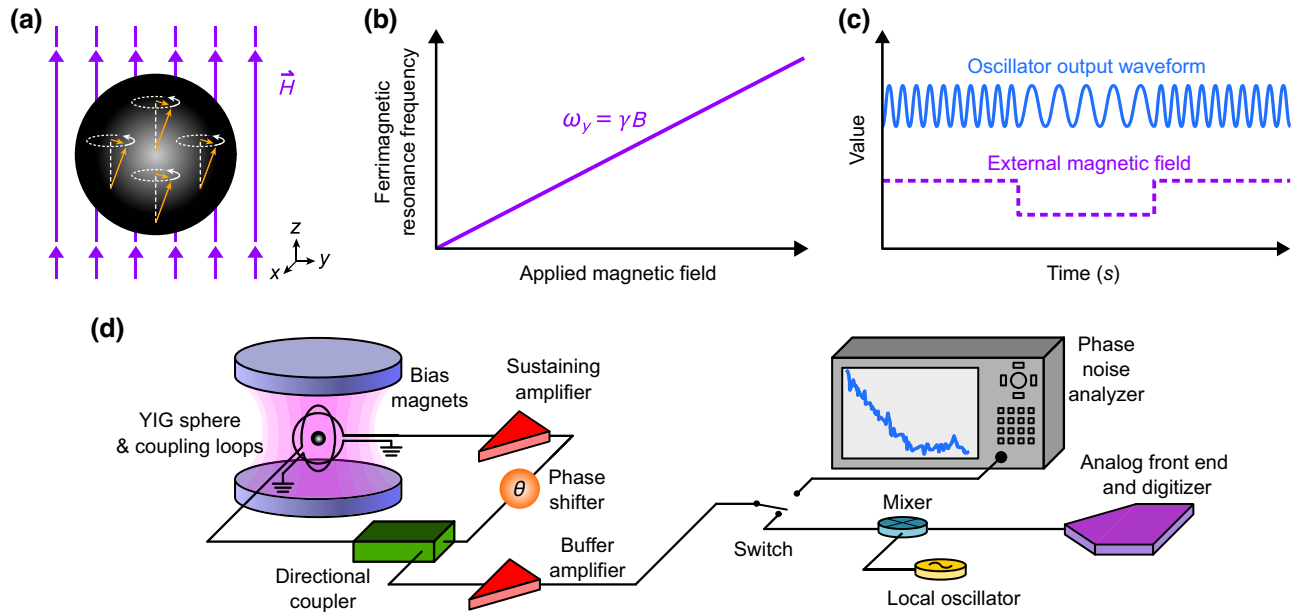 (a)
H
z
x
y
(b)
Ferrimagnetic
resonance frequency
ω_y = γB
Applied magnetic field
(c)
Value
Oscillator output waveform
External magnetic field
Time (s)
(d)
Bias
magnets
YIG sphere
& coupling loops
Sustaining
amplifier
θ
Phase
shifter
Directional
coupler
Buffer
amplifier
Switch
Phase
noise
analyzer
Mixer
Local oscillator
Analog front end
and digitizer